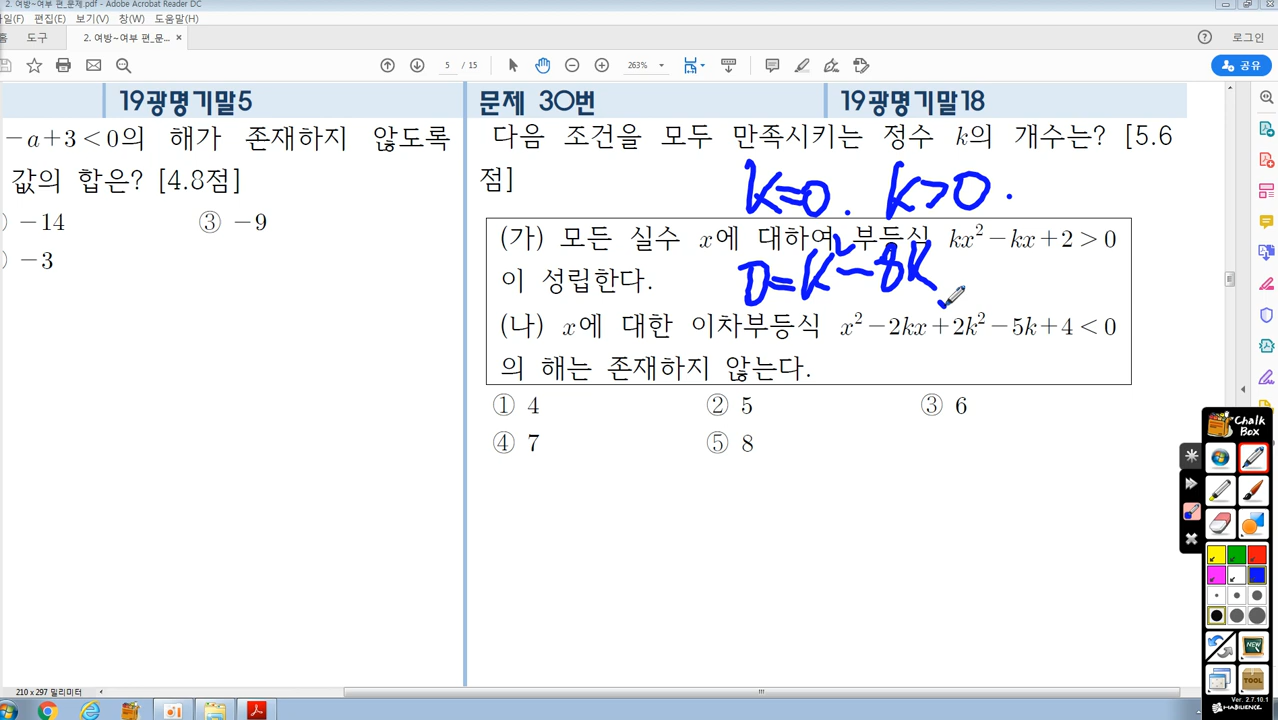 2. 여방~여부 편_문제.pdf - Adobe Acrobat Reader DC
일(F) 편집(E) 보기(V) 창(W) 도움말(H)
홈 도구 2. 여방~여부 편_문... × 로그인
5 / 15 263% 공유
19광명기말5
-a+3<0의 해가 존재하지 않도록
값의 합은? [4.8점]
-14 ③ -9
-3
문제 30번 19광명기말18
다음 조건을 모두 만족시키는 정수 k의 개수는? [5.6
점]
k=0. k>0.
(가) 모든 실수 x에 대하여 부등식 kx²-kx+2>0
이 성립한다.
D=k²-8k
(나) x에 대한 이차부등식 x²-2kx+2k²-5k+4<0
의 해는 존재하지 않는다.
① 4 ② 5 ③ 6
④ 7 ⑤ 8
Chalk
Box
NEW
TOOL
Ver. 2.7.10.1
HABILIENCE
210 x 297 밀리미터